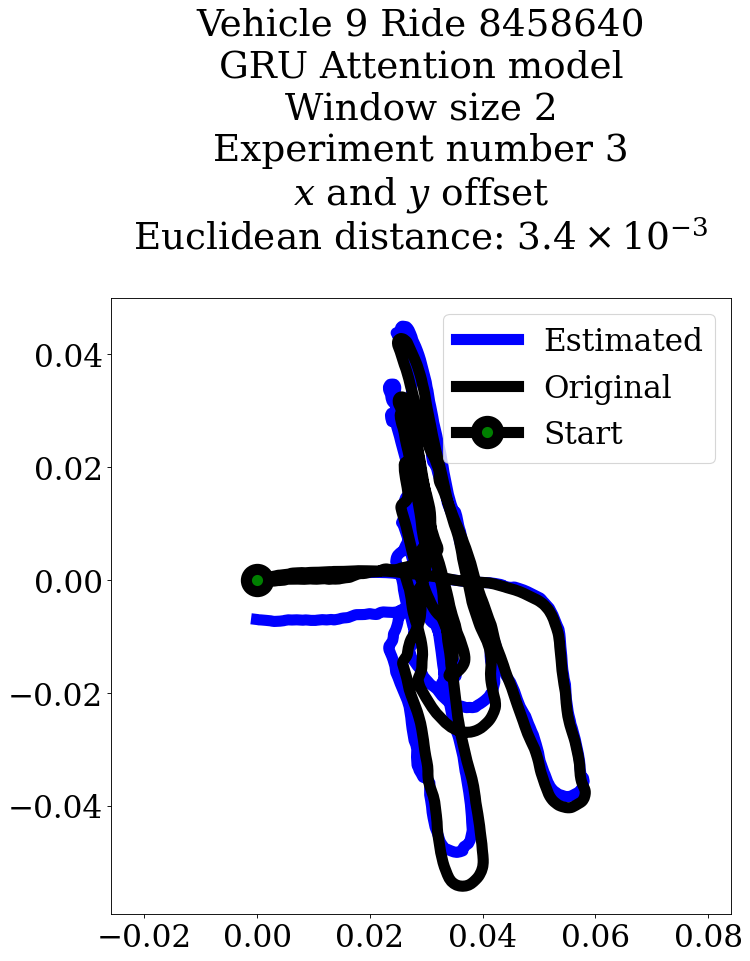 Vehicle 9 Ride 8458640
GRU Attention model
Window size 2
Experiment number 3
x and y offset
Euclidean distance: 3.4 × 10⁻³
Estimated
Original
Start
0.04
0.02
0.00
−0.02
−0.04
−0.02 0.00 0.02 0.04 0.06 0.08